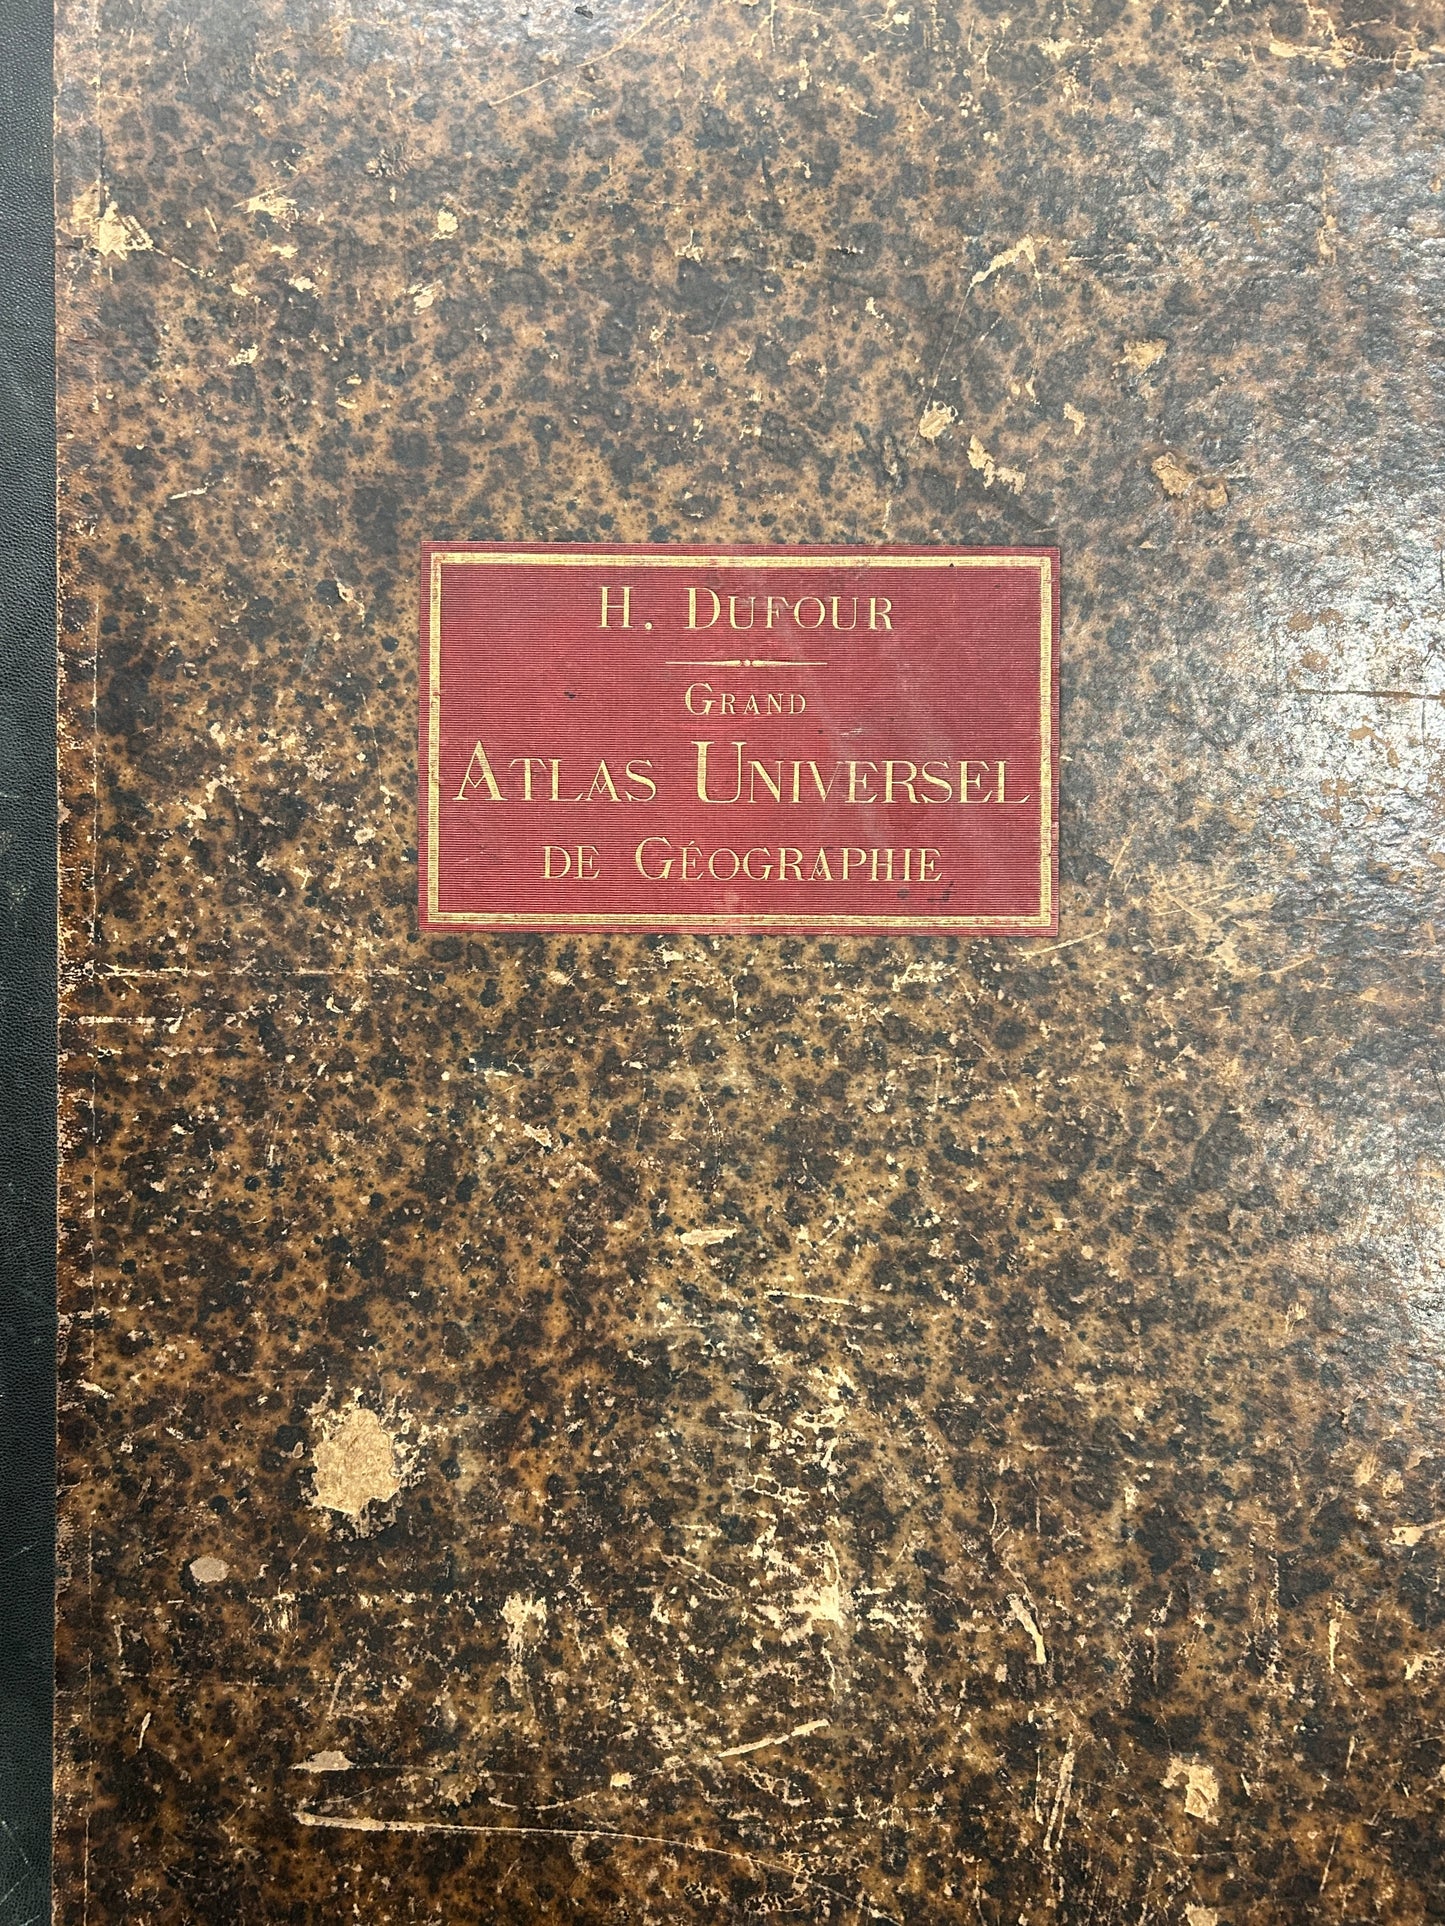 H. DUFOUR
GRAND
ATLAS UNIVERSEL
DE GÉOGRAPHIE